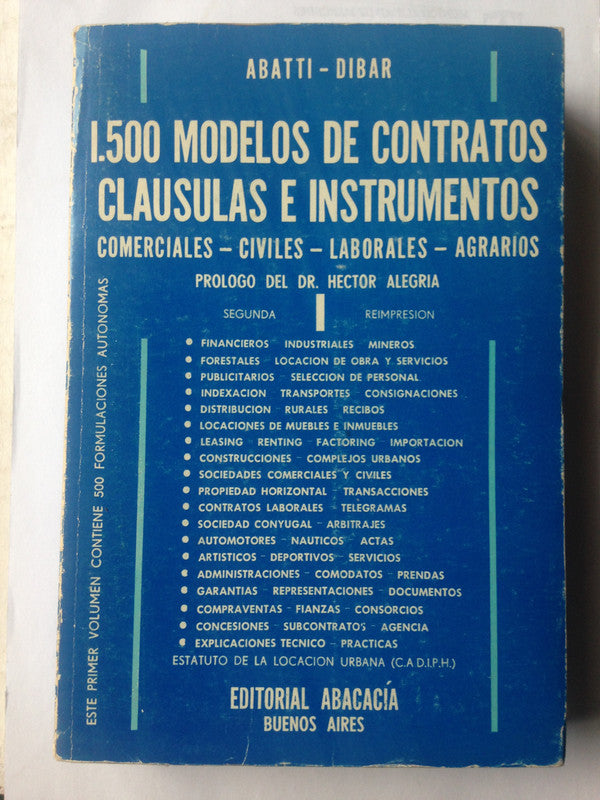 ABATTI - DIBAR
1.500 MODELOS DE CONTRATOS
CLAUSULAS E INSTRUMENTOS
COMERCIALES - CIVILES - LABORALES - AGRARIOS
PROLOGO DEL DR. HECTOR ALEGRIA
SEGUNDA I REIMPRESION
• FINANCIEROS INDUSTRIALES MINEROS
• FORESTALES - LOCACION DE OBRA Y SERVICIOS
• PUBLICITARIOS - SELECCION DE PERSONAL
• INDEXACION TRANSPORTES CONSIGNACIONES
• DISTRIBUCION - RURALES - RECIBOS
• LOCACIONES DE MUEBLES E INMUEBLES
• LEASING - RENTING - FACTORING IMPORTACION
• CONSTRUCCIONES - COMPLEJOS URBANOS
• SOCIEDADES COMERCIALES Y CIVILES
• PROPIEDAD HORIZONTAL - TRANSACCIONES
• CONTRATOS LABORALES - TELEGRAMAS
• SOCIEDAD CONYUGAL - ARBITRAJES
• AUTOMOTORES - NAUTICOS - ACTAS
• ARTISTICOS - DEPORTIVOS - SERVICIOS
• ADMINISTRACIONES - COMODATOS - PRENDAS
• GARANTIAS - REPRESENTACIONES - DOCUMENTOS
• COMPRAVENTAS - FIANZAS - CONSORCIOS
• CONCESIONES - SUBCONTRATOS - AGENCIA
• EXPLICACIONES TECNICO - PRACTICAS
ESTATUTO DE LA LOCACION URBANA (C.A.D.I.P.H.)
EDITORIAL ABACACÍA
BUENOS AIRES
ESTE PRIMER VOLUMEN CONTIENE 500 FORMULACIONES AUTONOMAS